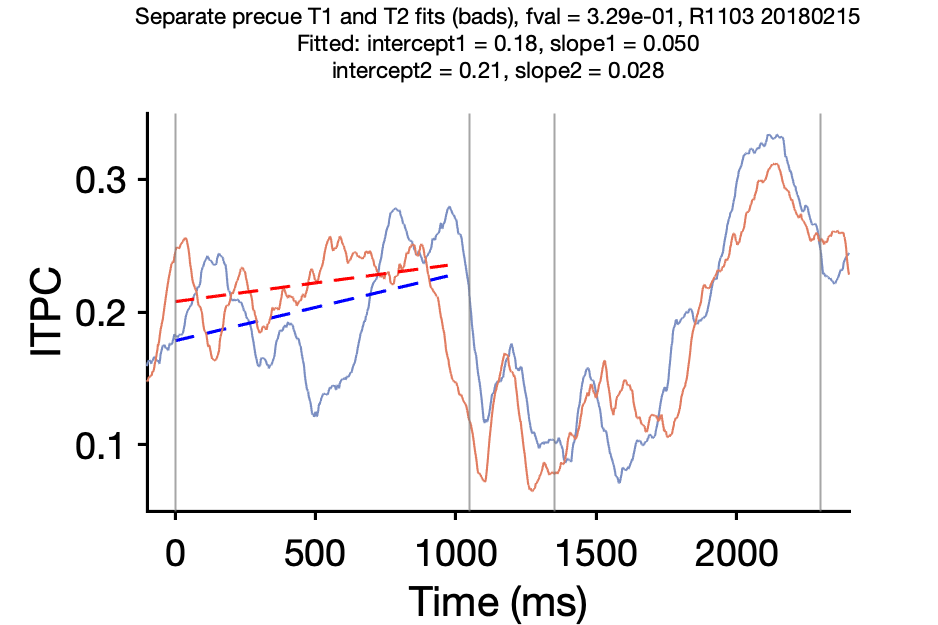 Separate precue T1 and T2 fits (bads), fval = 3.29e-01, R1103 20180215
Fitted: intercept1 = 0.18, slope1 = 0.050
intercept2 = 0.21, slope2 = 0.028
0.3
0.2
0.1
ITPC
0 500 1000 1500 2000
Time (ms)